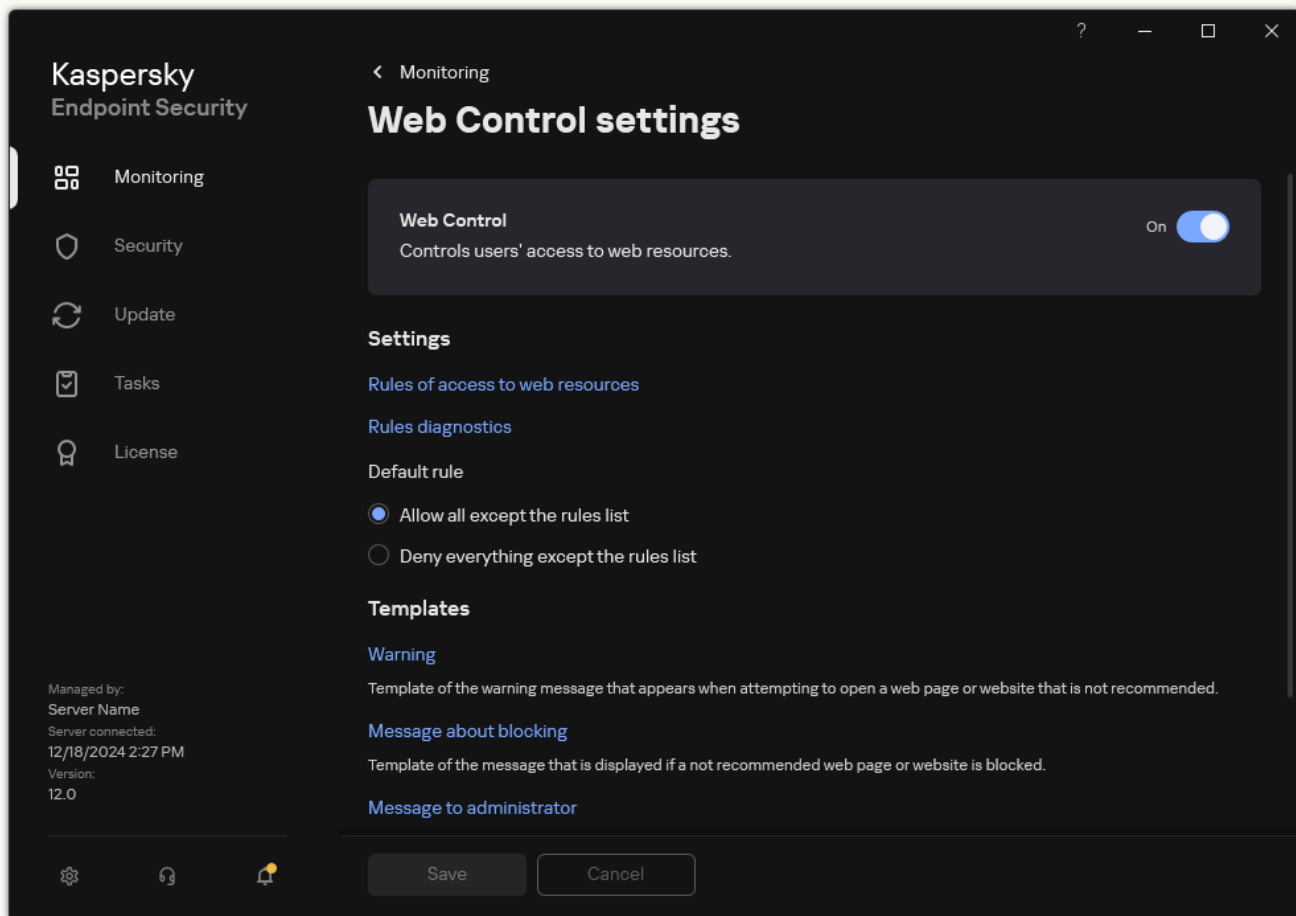 ?
Kaspersky
Endpoint Security
Monitoring
Security
Update
Tasks
License
Managed by:
Server Name
Server connected:
12/18/2024 2:27 PM
Version:
12.0
Monitoring
Web Control settings
Web Control
Controls users' access to web resources.
On
Settings
Rules of access to web resources
Rules diagnostics
Default rule
Allow all except the rules list
Deny everything except the rules list
Templates
Warning
Template of the warning message that appears when attempting to open a web page or website that is not recommended.
Message about blocking
Template of the message that is displayed if a not recommended web page or website is blocked.
Message to administrator
Save
Cancel